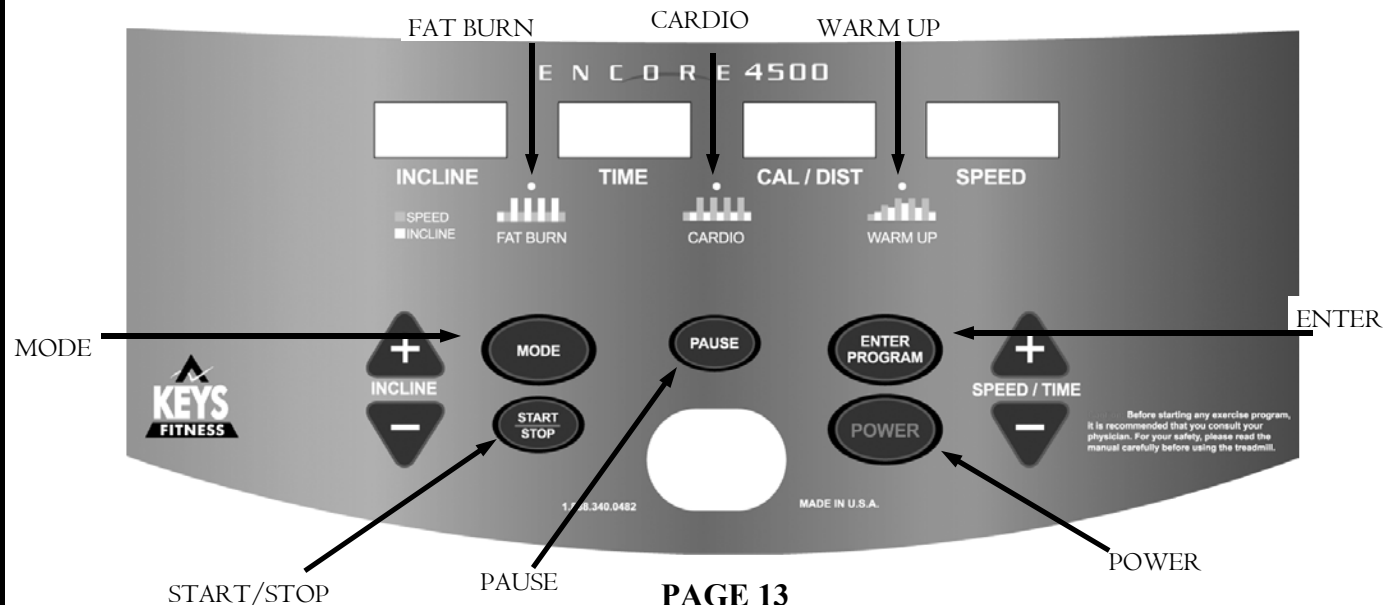 FAT BURN
CARDIO
WARM UP
ENCORE 4500
INCLINE
TIME
CAL / DIST
SPEED
SPEED
INCLINE
FAT BURN
CARDIO
WARM UP
ENTER
MODE
MODE
PAUSE
ENTER
PROGRAM
+
+
INCLINE
SPEED / TIME
KEYS
FITNESS
START
STOP
POWER
−
−
Before starting any exercise program,
it is recommended that you consult your
physician. For your safety, please read the
manual carefully before using the treadmill.
MADE IN U.S.A.
START/STOP
PAUSE
POWER
PAGE 13